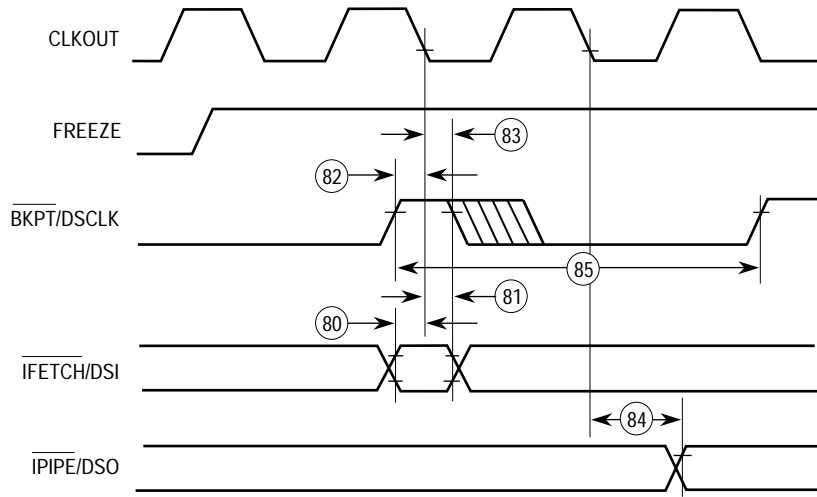 CLKOUT
FREEZE
83
82
BKPT/DSCLK
85
81
80
IFETCH/DSI
84
IPIPE/DSO